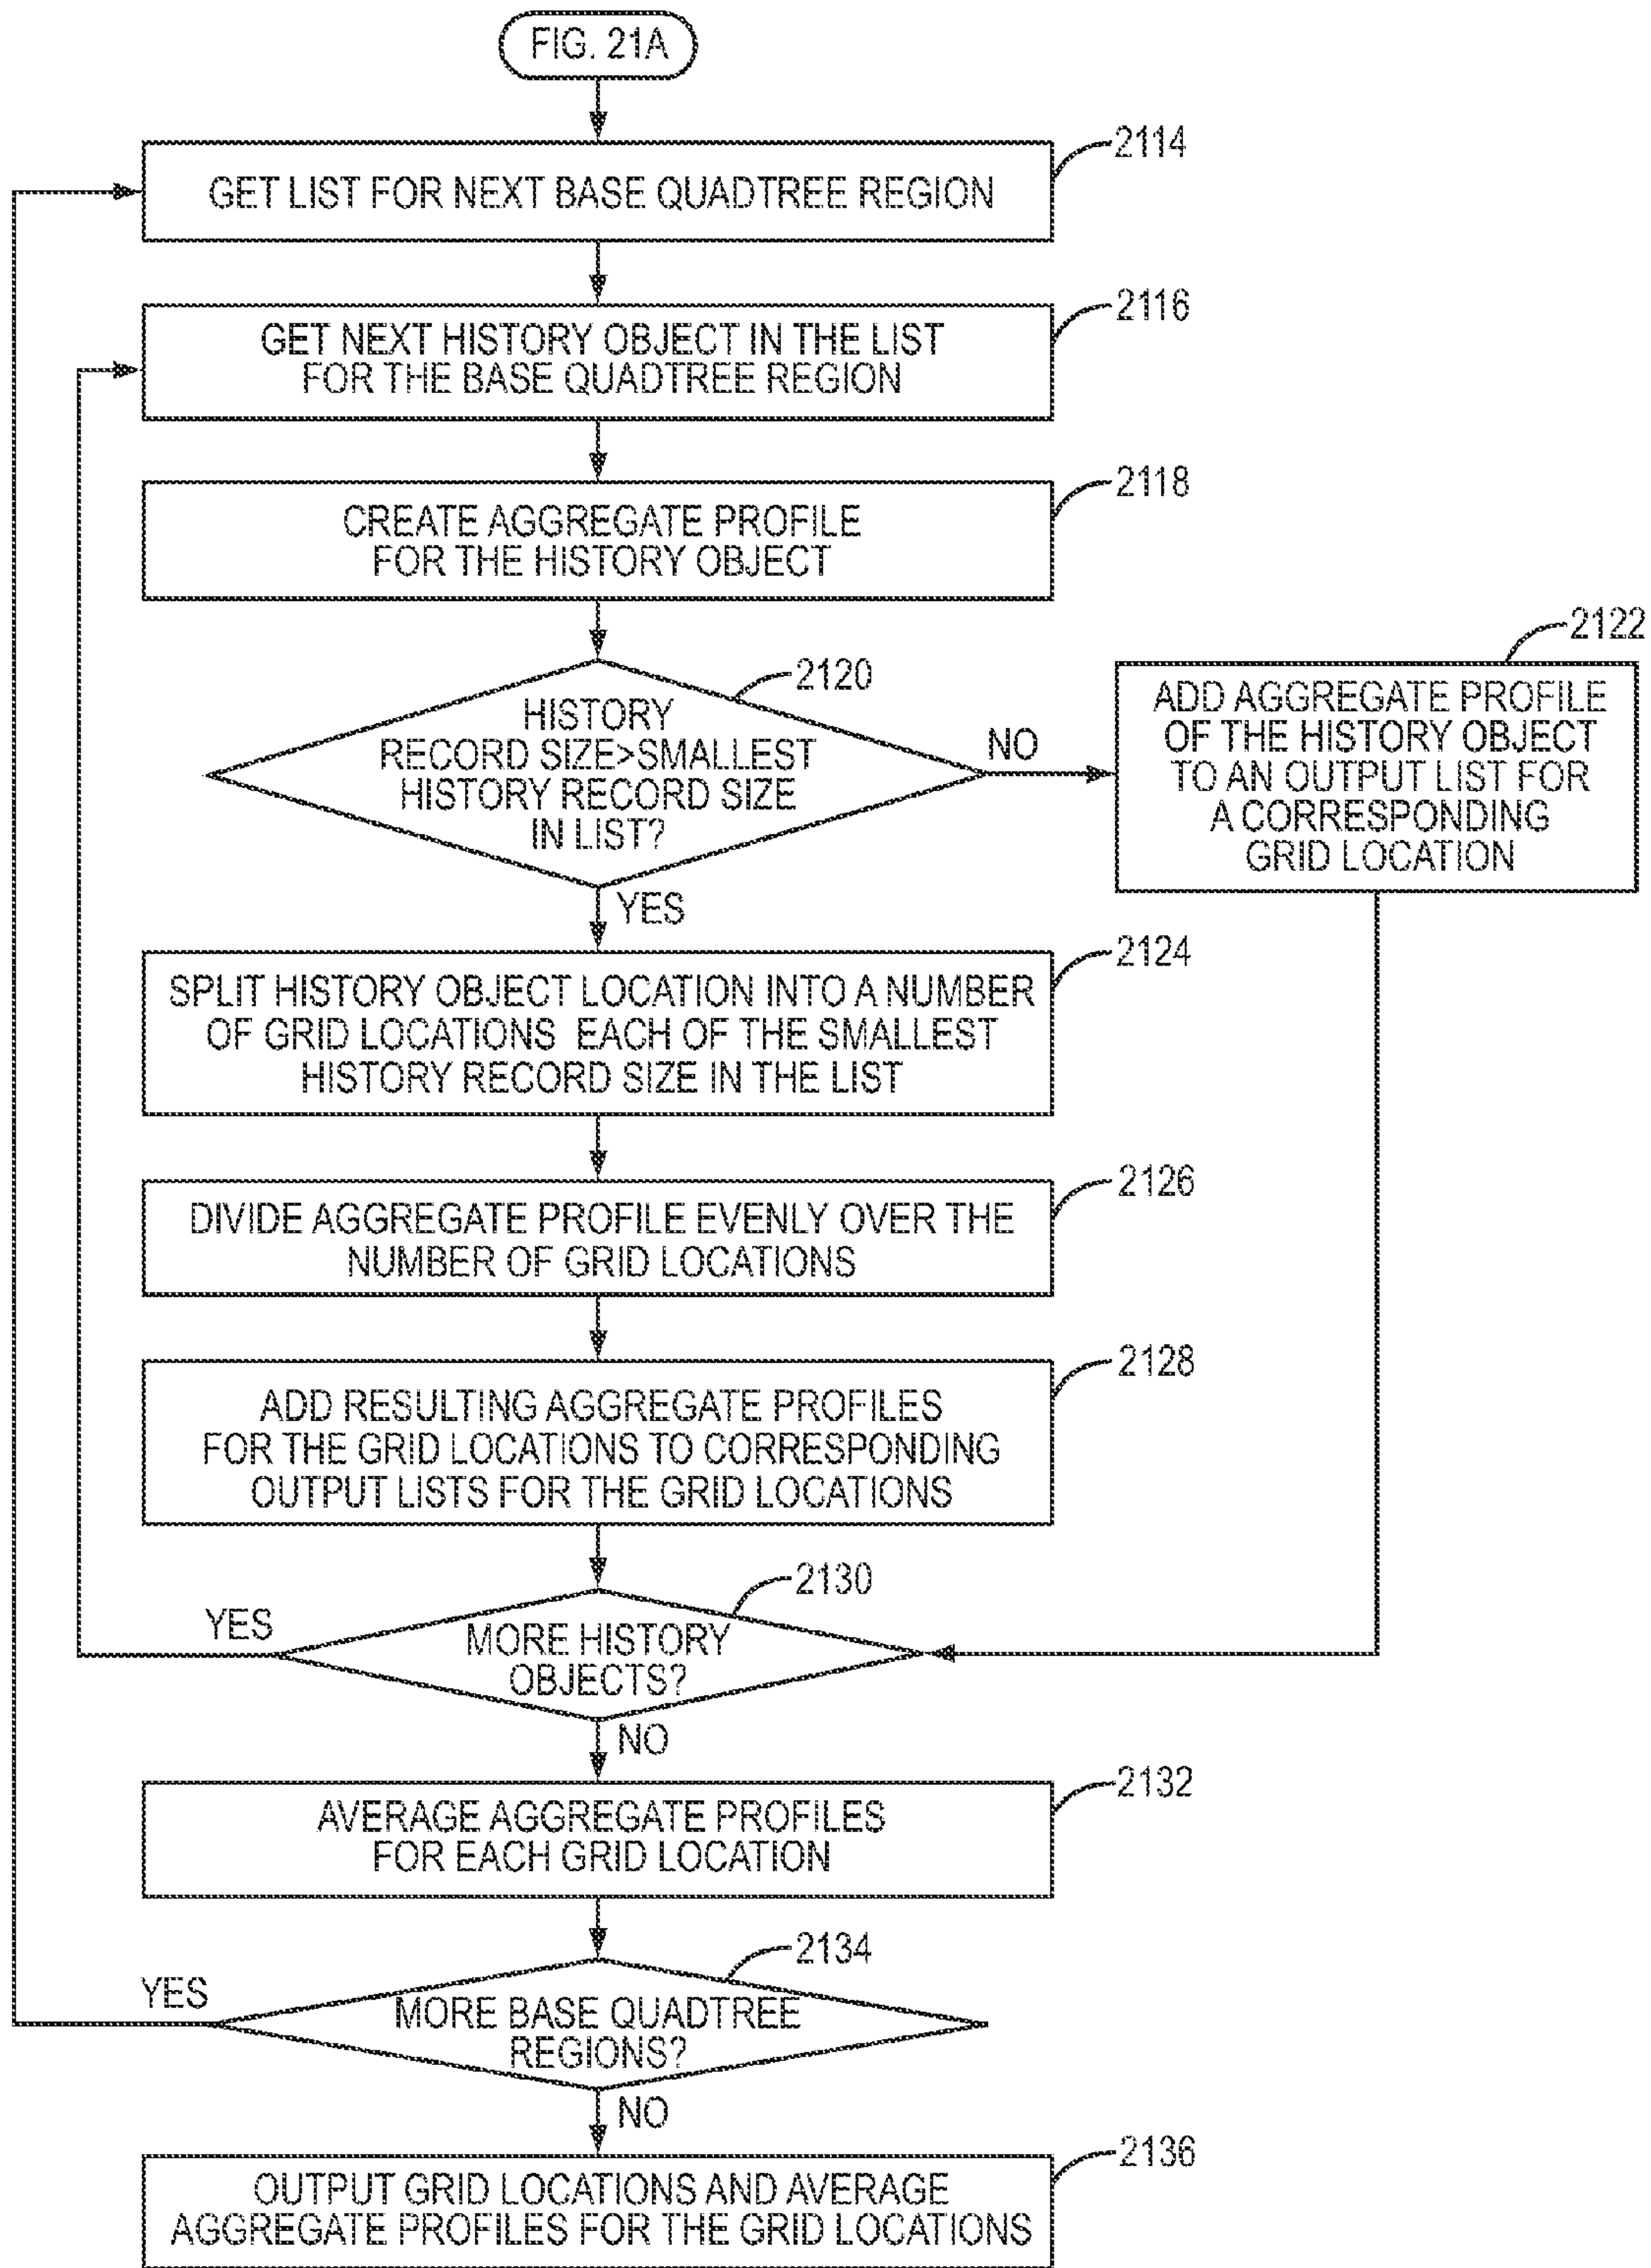 FIG. 21A
2114
GET LIST FOR NEXT BASE QUADTREE REGION
2116
GET NEXT HISTORY OBJECT IN THE LIST
FOR THE BASE QUADTREE REGION
2118
CREATE AGGREGATE PROFILE
FOR THE HISTORY OBJECT
2120
HISTORY
RECORD SIZE>SMALLEST
HISTORY RECORD SIZE
IN LIST?
NO
2122
ADD AGGREGATE PROFILE
OF THE HISTORY OBJECT
TO AN OUTPUT LIST FOR
A CORRESPONDING
GRID LOCATION
YES
2124
SPLIT HISTORY OBJECT LOCATION INTO A NUMBER
OF GRID LOCATIONS EACH OF THE SMALLEST
HISTORY RECORD SIZE IN THE LIST
2126
DIVIDE AGGREGATE PROFILE EVENLY OVER THE
NUMBER OF GRID LOCATIONS
2128
ADD RESULTING AGGREGATE PROFILES
FOR THE GRID LOCATIONS TO CORRESPONDING
OUTPUT LISTS FOR THE GRID LOCATIONS
2130
YES
MORE HISTORY
OBJECTS?
NO
2132
AVERAGE AGGREGATE PROFILES
FOR EACH GRID LOCATION
2134
YES
MORE BASE QUADTREE
REGIONS?
NO
2136
OUTPUT GRID LOCATIONS AND AVERAGE
AGGREGATE PROFILES FOR THE GRID LOCATIONS